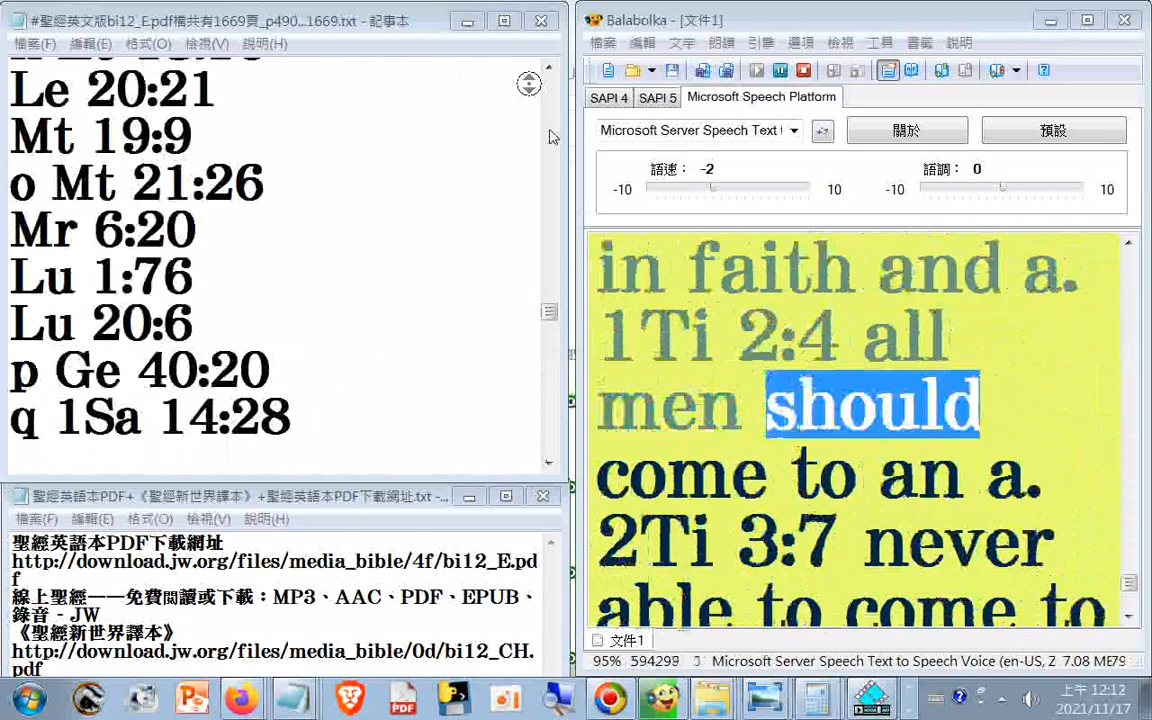 #聖經英文版bi12_E.pdf檔共有1669頁_p490...1669.txt - 記事本
檔案(F) 編輯(E) 格式(O) 檢視(V) 說明(H)
Le 20:21
Mt 19:9
o Mt 21:26
Mr 6:20
Lu 1:76
Lu 20:6
p Ge 40:20
q 1Sa 14:28
聖經英語本PDF+《聖經新世界譯本》+聖經英語本PDF下載網址.txt -...
檔案(F) 編輯(E) 格式(O) 檢視(V) 說明(H)
聖經英語本PDF下載網址
http://download.jw.org/files/media_bible/4f/bi12_E.pd
f
線上聖經——免費閱讀或下載：MP3、AAC、PDF、EPUB、
錄音 - JW
《聖經新世界譯本》
http://download.jw.org/files/media_bible/0d/bi12_CH.
pdf
Balabolka - [文件1]
檔案 編輯 文字 朗讀 引擎 選項 檢視 工具 書籤 說明
SAPI 4 SAPI 5 Microsoft Speech Platform
Microsoft Server Speech Text 關於 預設
語速： -2 語調： 0
-10 10 -10 10
in faith and a.
1Ti 2:4 all
men should
come to an a.
2Ti 3:7 never
able to come to
文件1
95% 594299 Microsoft Server Speech Text to Speech Voice (en-US, Z 7.08 ME
上午 12:12
2021/11/17